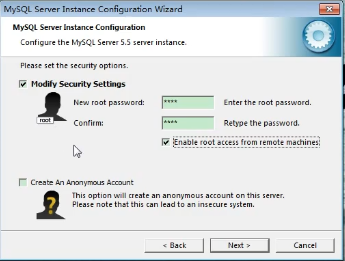 MySQL Server Instance Configuration Wizard
MySQL Server Instance Configuration
Configure the MySQL Server 5.5 server instance.
Please set the security options.
Modify Security Settings
New root password: **** Enter the root password.
Confirm: **** Retype the password.
root
Enable root access from remote machines
Create An Anonymous Account
This option will create an anonymous account on this server.
Please note that this can lead to an insecure system.
< Back Next > Cancel